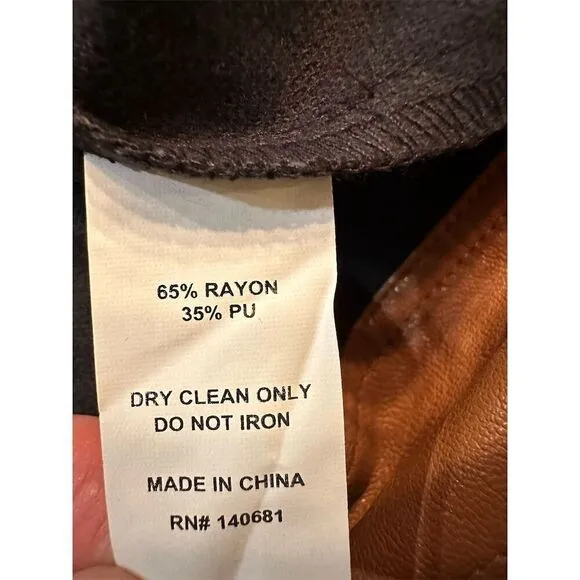 65% RAYON
35% PU
DRY CLEAN ONLY
DO NOT IRON
MADE IN CHINA
RN# 140681